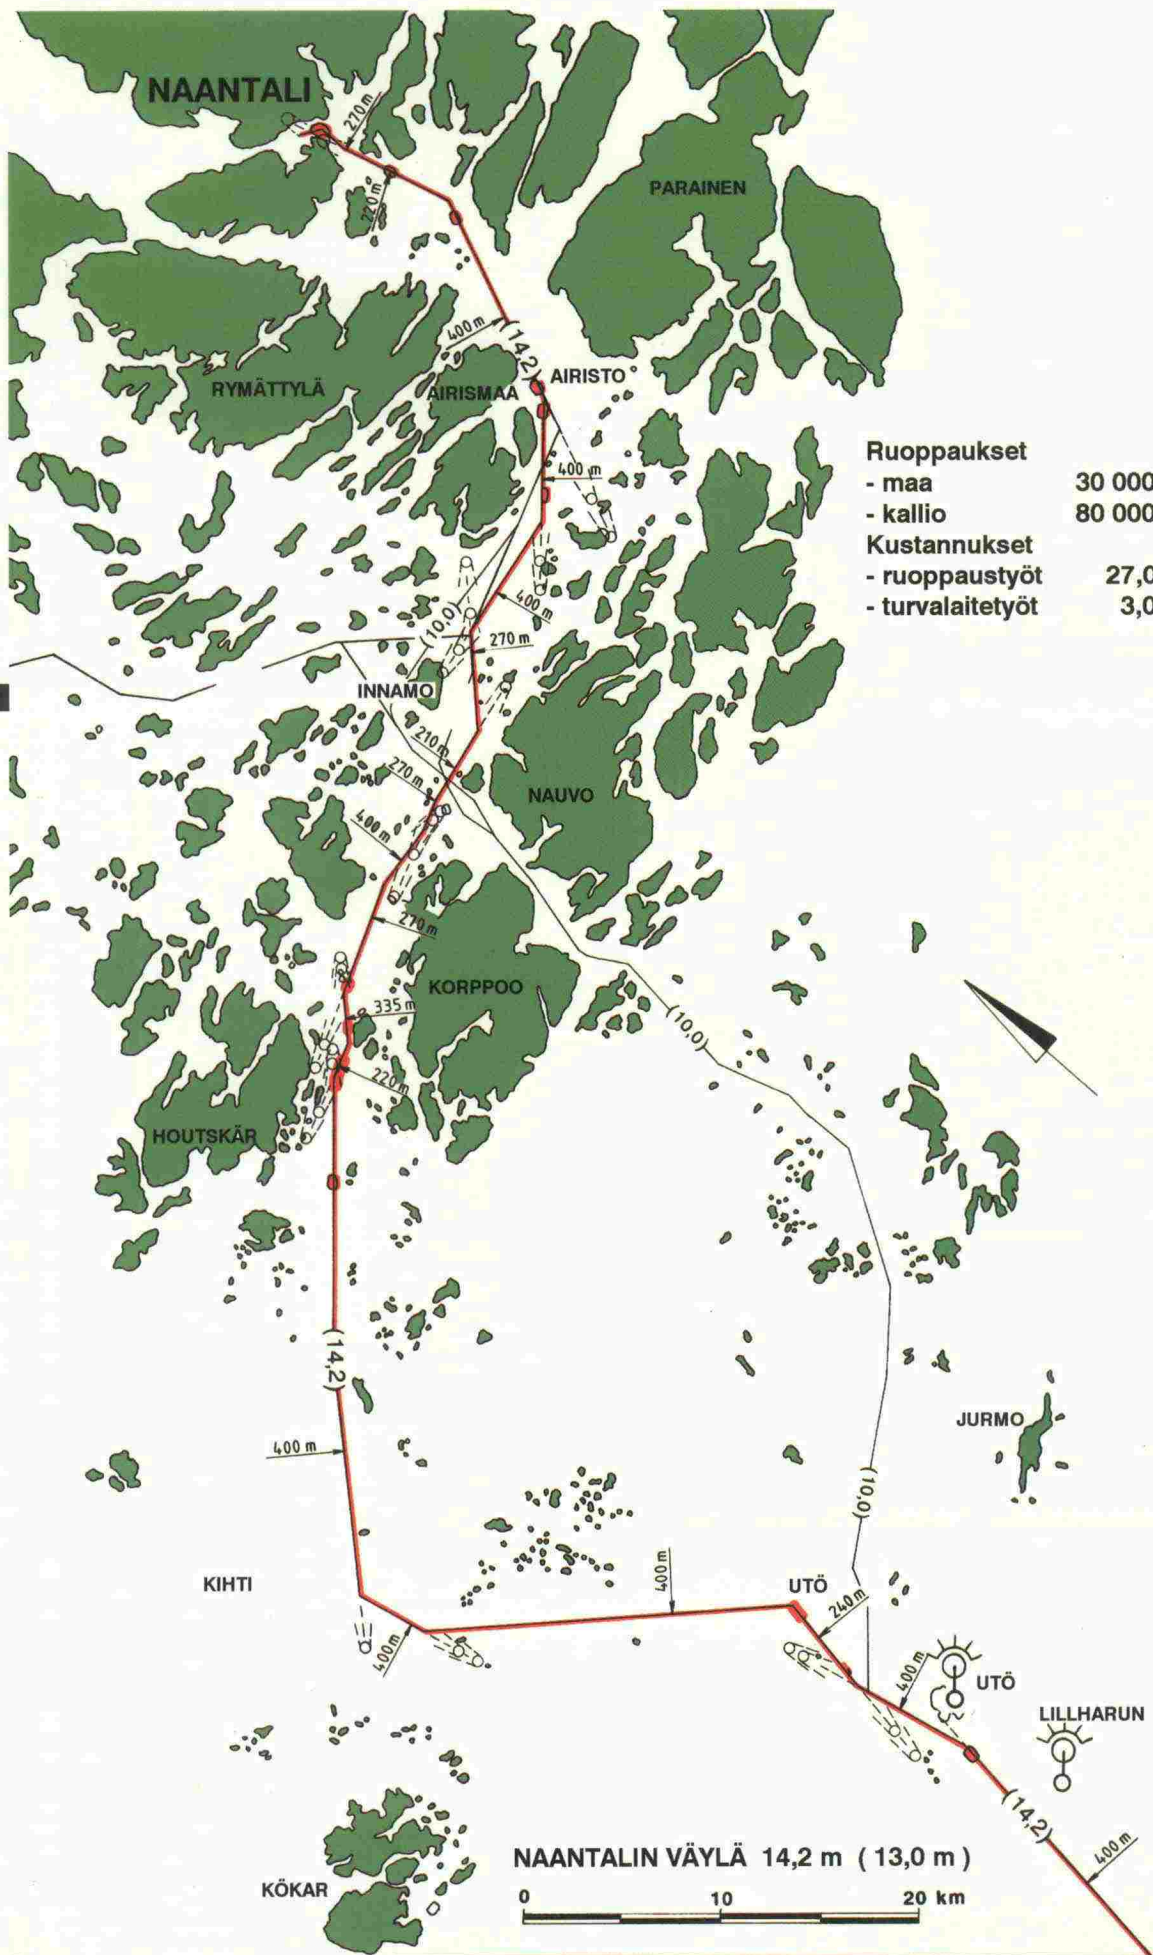 NAANTALI
270 m
220 m
PARAINEN
400 m
(14,2)
RYMÄTTYLÄ
AIRISMAA
AIRISTO
Ruoppaukset
- maa 30 000
- kallio 80 000
Kustannukset
- ruoppaustyöt 27,0
- turvalaitetyöt 3,0
400 m
400 m
(10,0)
270 m
INNAMO
210 m
270 m
NAUVO
400 m
270 m
KORPPOO
335 m
(10,0)
220 m
HOUTSKÄR
(14,2)
JURMO
400 m
(10,0)
KIHTI
400 m
UTÖ
240 m
400 m
400 m
UTÖ
LILLHARUN
(14,2)
400 m
NAANTALIN VÄYLÄ 14,2 m ( 13,0 m )
KÖKAR
0 10 20 km